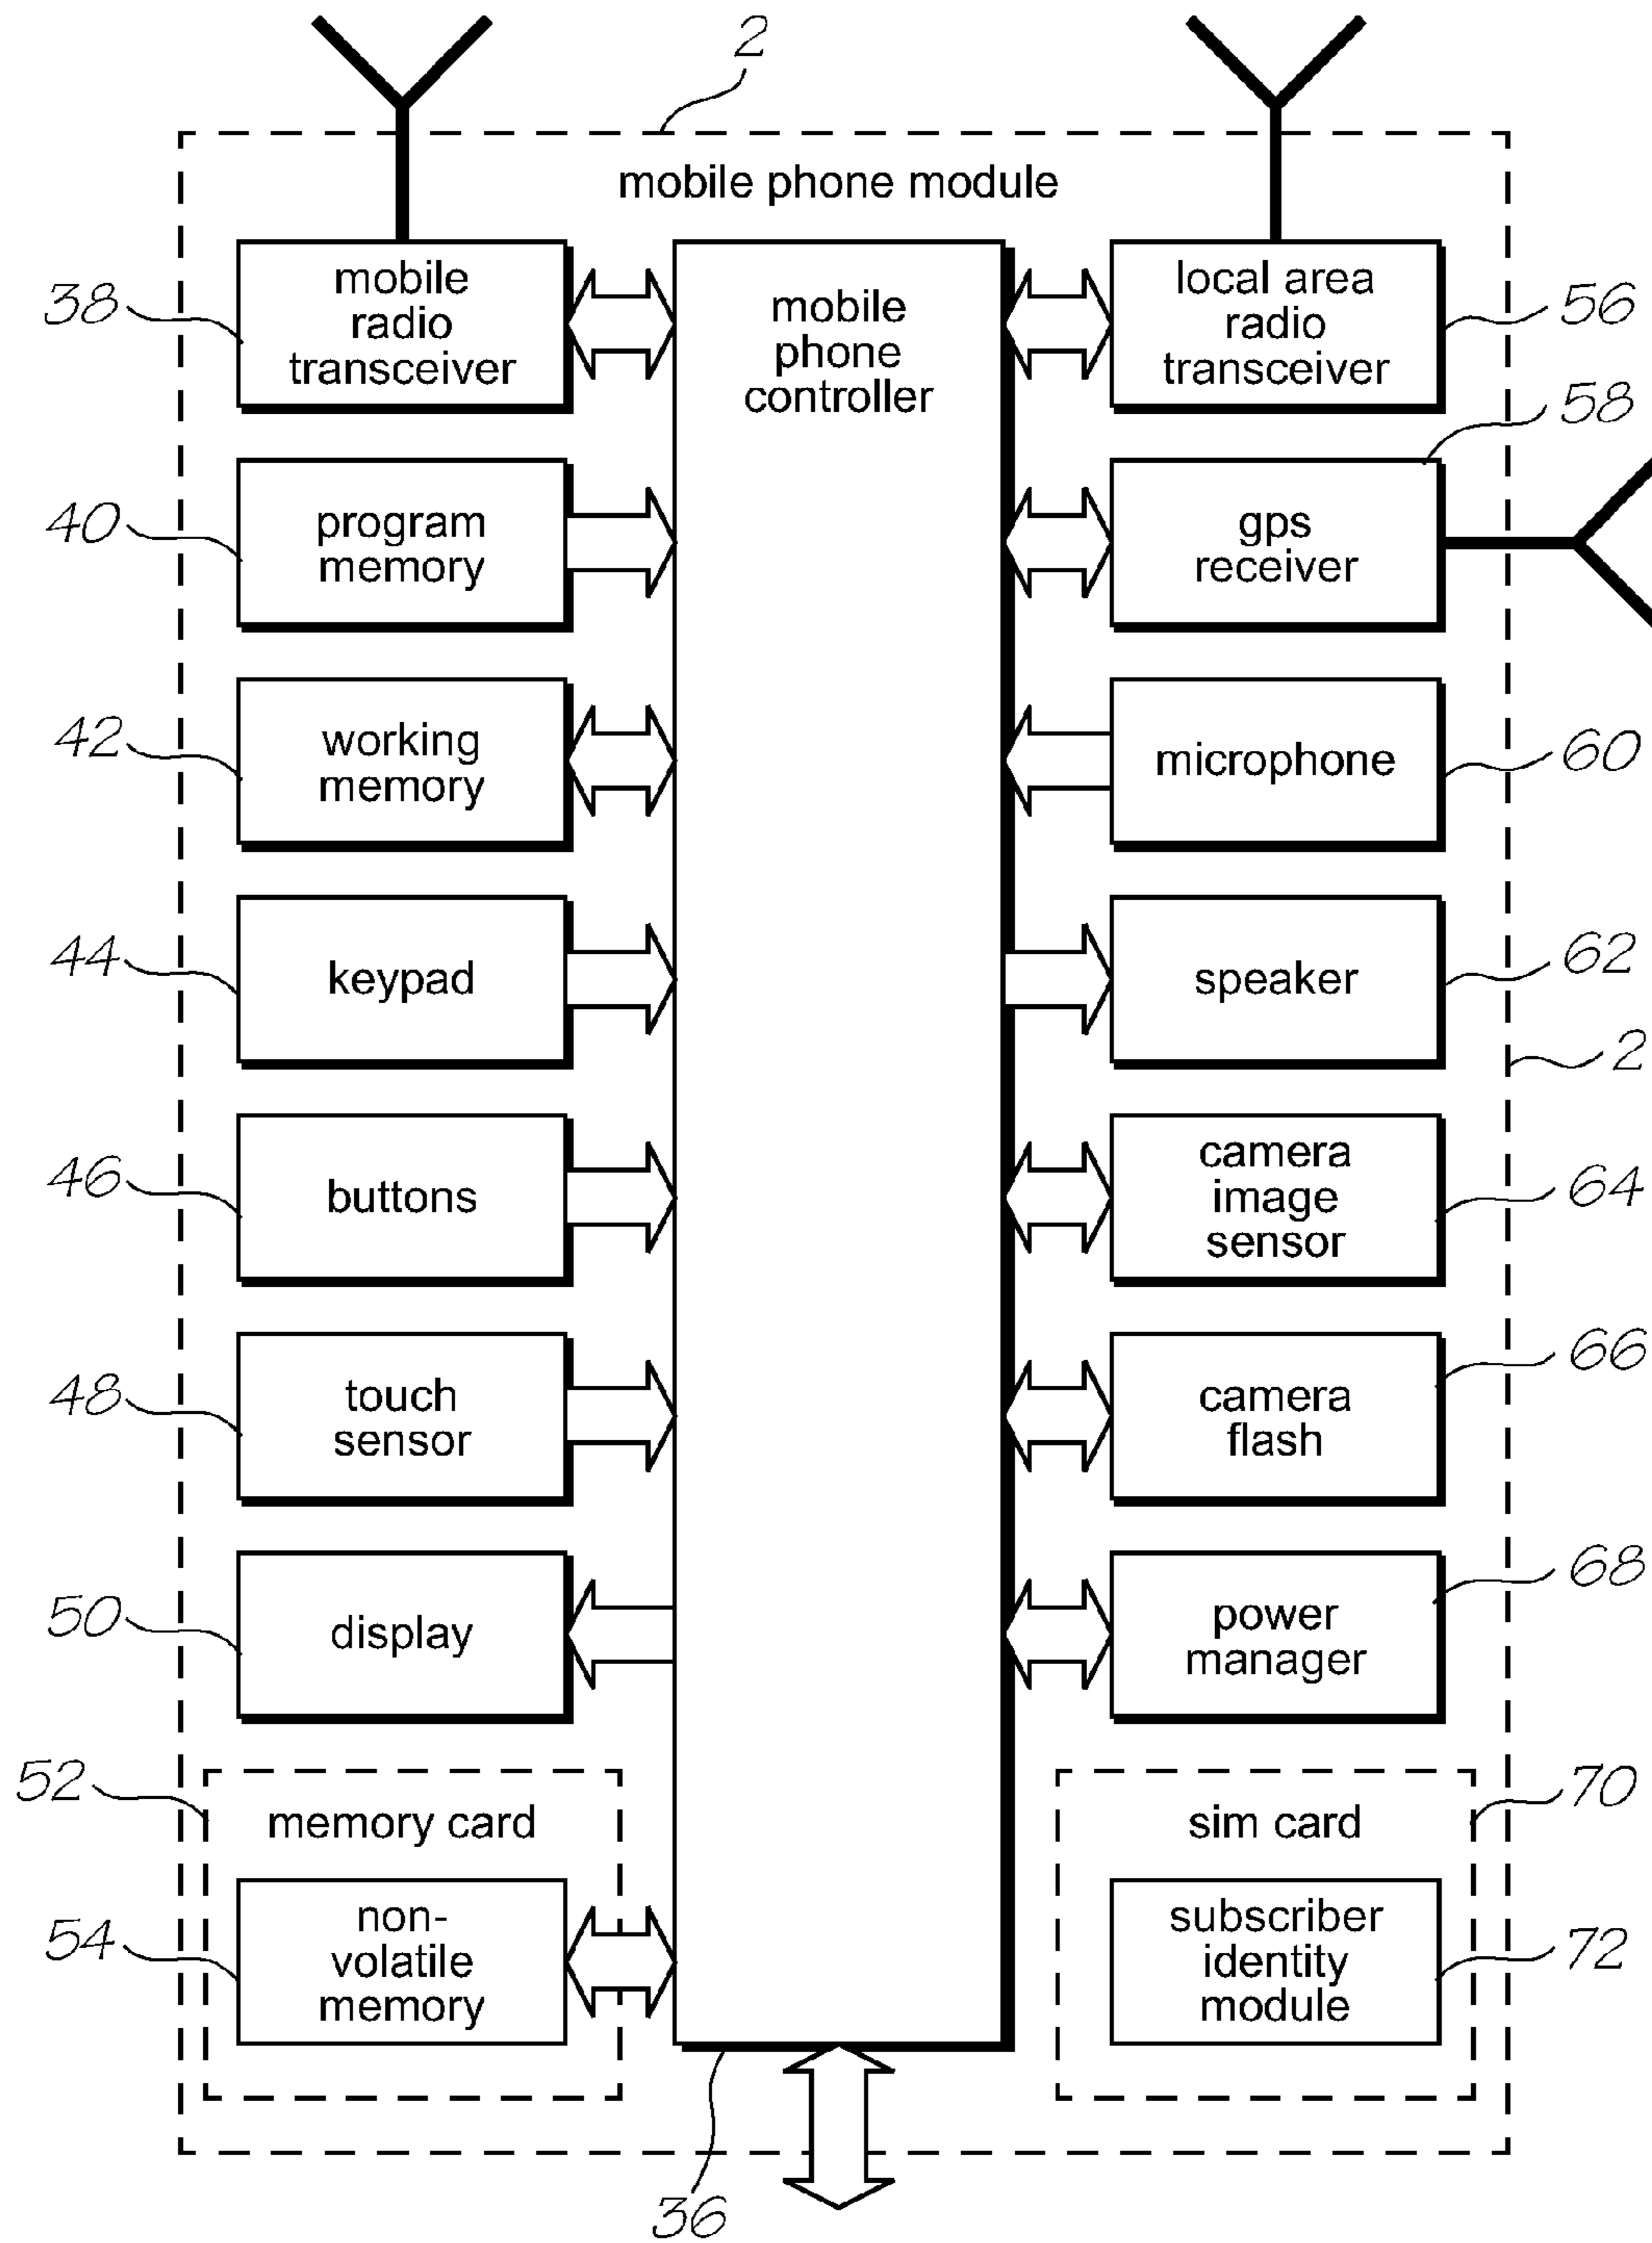 2
mobile phone module
38
mobile
radio
transceiver
mobile
phone
controller
local area
radio
transceiver
56
58
40
program
memory
gps
receiver
42
working
memory
microphone
60
44
keypad
speaker
62
2
46
buttons
camera
image
sensor
64
48
touch
sensor
camera
flash
66
50
display
power
manager
68
52
memory card
sim card
70
54
non-
volatile
memory
subscriber
identity
module
72
36